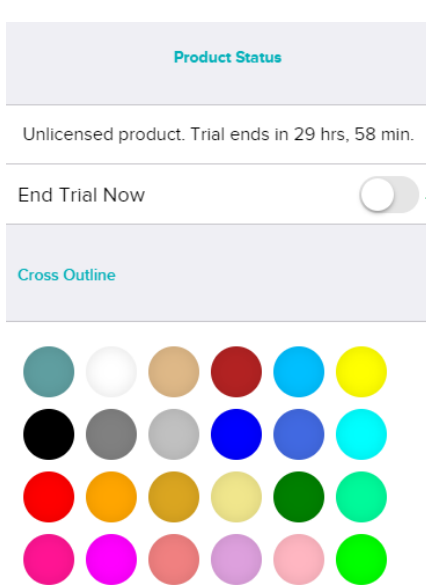 Product Status
Unlicensed product. Trial ends in 29 hrs, 58 min.
End Trial Now
Cross Outline